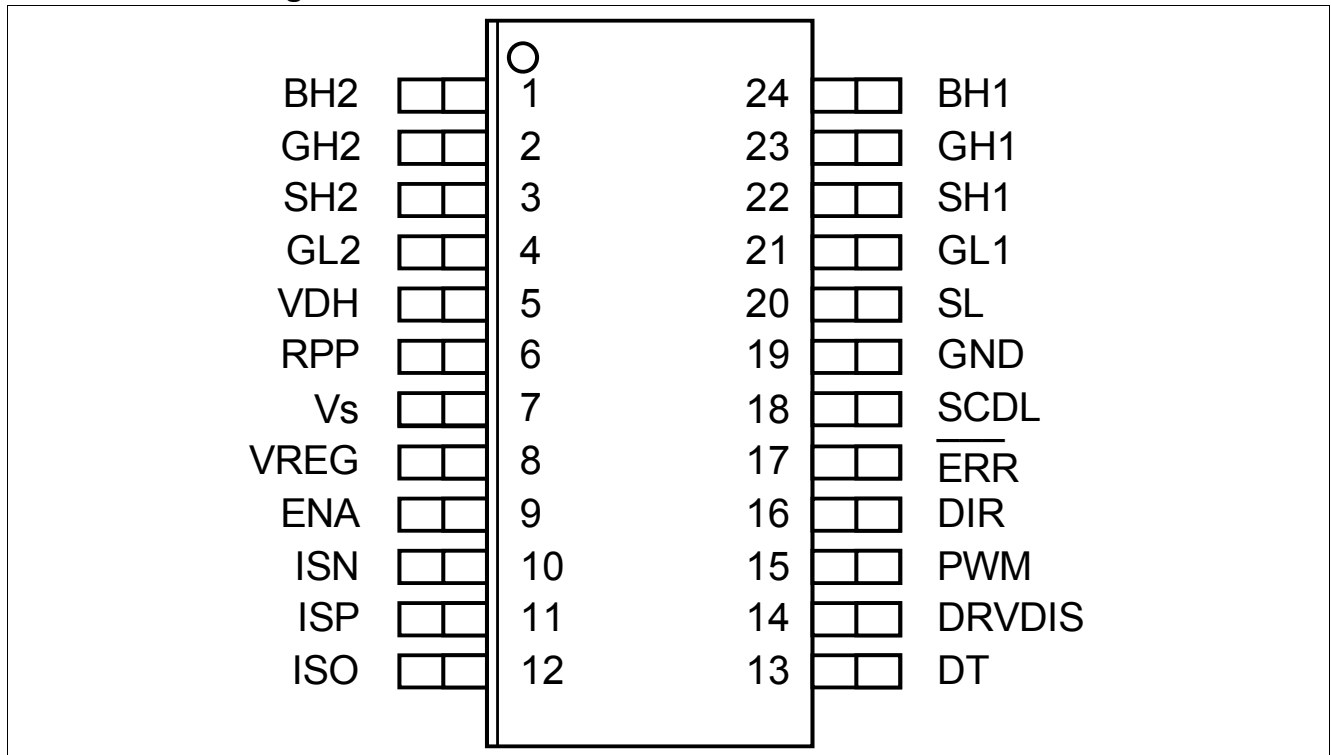 BH2 1 24 BH1
GH2 2 23 GH1
SH2 3 22 SH1
GL2 4 21 GL1
VDH 5 20 SL
RPP 6 19 GND
Vs 7 18 SCDL
VREG 8 17 ERR
ENA 9 16 DIR
ISN 10 15 PWM
ISP 11 14 DRVDIS
ISO 12 13 DT